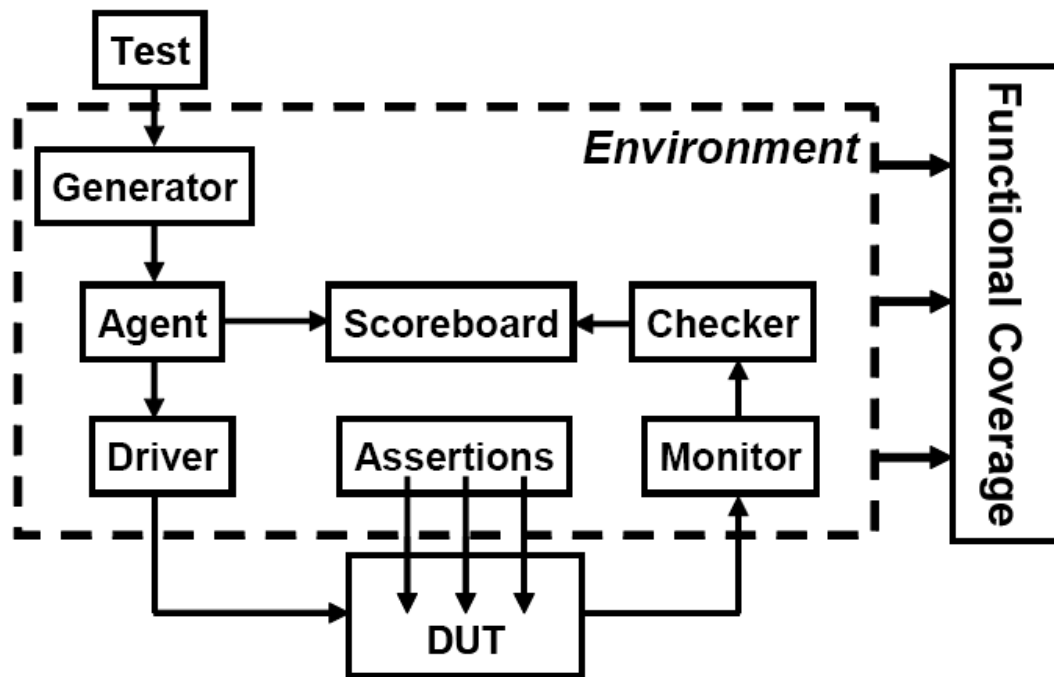 Test
Environment
Generator
Agent
Scoreboard
Checker
Driver
Assertions
Monitor
DUT
Functional Coverage